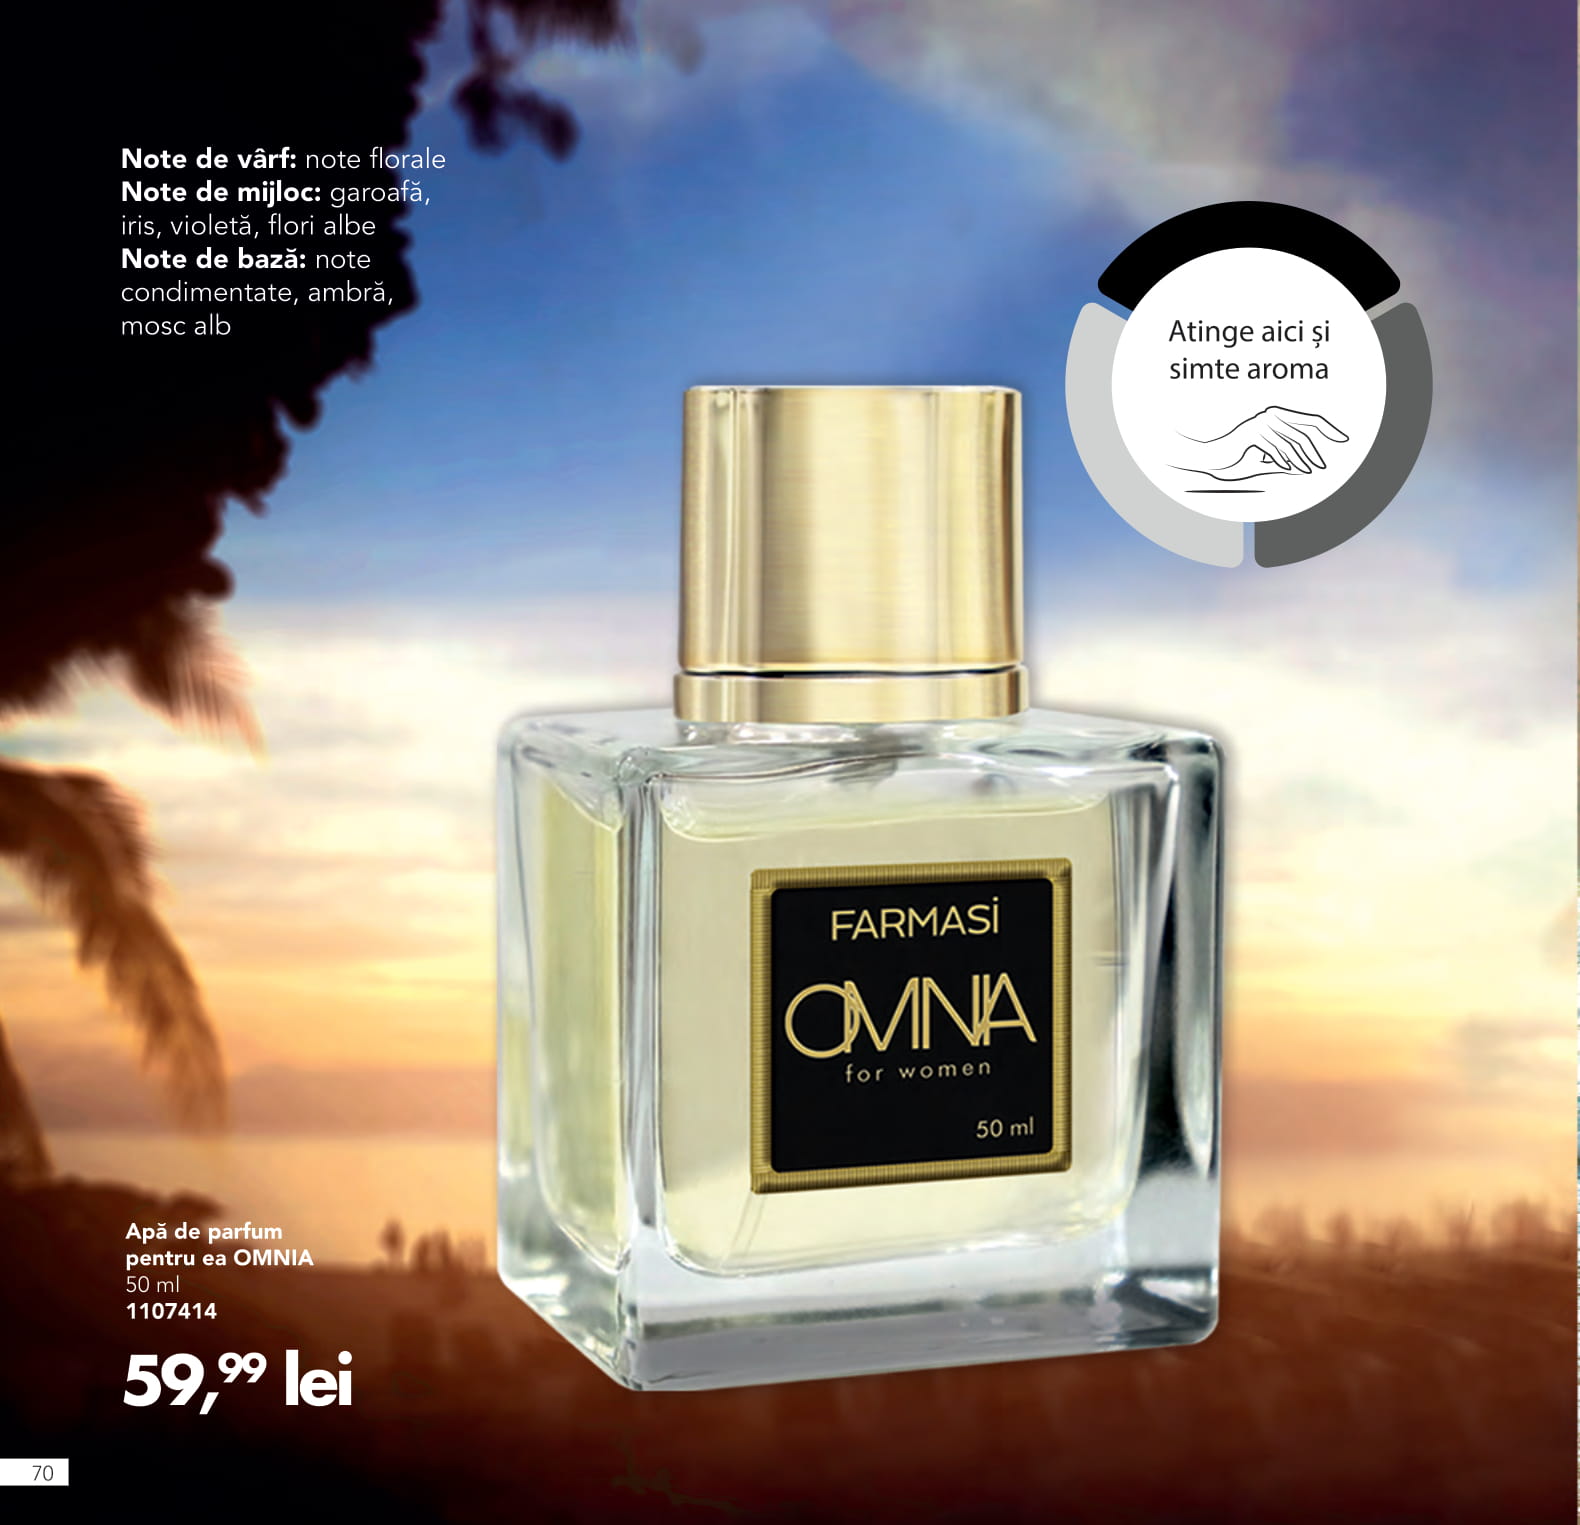 Note de vârf: note florale
Note de mijloc: garoafă,
iris, violetă, flori albe
Note de bază: note
condimentate, ambră,
mosc alb
Atinge aici și
simte aroma
FARMASİ
OMNIA
for women
50 ml
Apă de parfum
pentru ea OMNIA
50 ml
1107414
59,99 lei
70